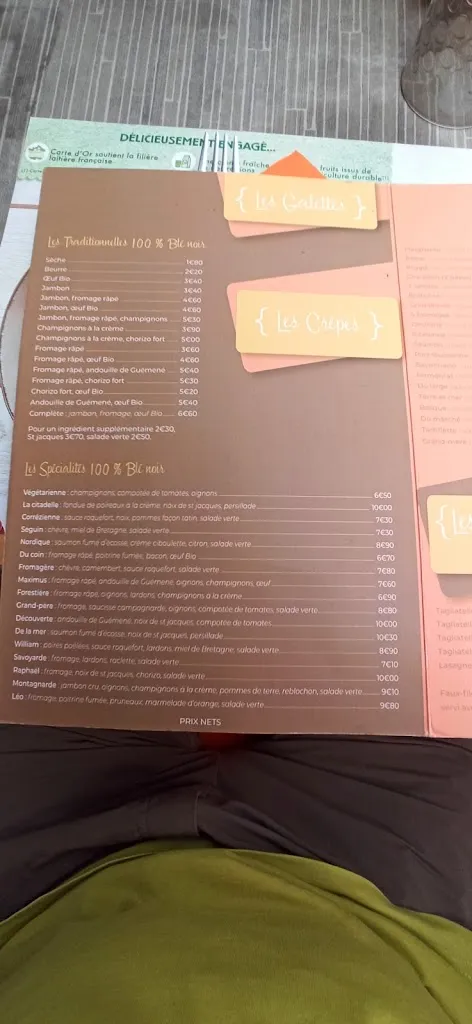 DÉLICIEUSEMENT ENGAGÉ...
Carte d'Or soutient la filière
laitière française
fraîche
fruits issus de
culture durable
{ Les Galettes }
Les Traditionnelles 100 % Blé noir
Sèche 1€80
Beurre 2€20
Œuf Bio 3€40
Jambon 3€40
Jambon, fromage râpé 4€60
Jambon, œuf Bio 4€80
Jambon, fromage râpé, champignons 5€30
Champignons à la crème 3€90
Champignons à la crème, chorizo fort 5€00
Fromage râpé 3€60
Fromage râpé, œuf Bio 4€60
Fromage râpé, andouille de Guémené 5€40
Fromage râpé, chorizo fort 5€30
Chorizo fort, œuf Bio 5€20
Andouille de Guémené, œuf Bio 5€40
Complète : jambon, fromage, œuf Bio 6€60
Pour un ingrédient supplémentaire 2€30,
St jacques 3€70, salade verte 2€50.
{ Les Crêpes }
Les Spécialités 100 % Blé noir
Végétarienne : champignons, compotée de tomates, oignons 6€50
La citadelle : fondue de poireaux à la crème, noix de st jacques, persillade 10€00
Corrézienne : sauce roquefort, noix, pommes façon tatin, salade verte 7€30
Seguin : chèvre, miel de Bretagne, salade verte 7€30
Nordique : saumon fumé d'écosse, crème ciboulette, citron, salade verte 8€90
Du coin : fromage râpé, poitrine fumée, bacon, œuf Bio 6€70
Fromagère : chèvre, camembert, sauce roquefort, salade verte 7€80
Maximus : fromage râpé, andouille de Guémené, oignons, champignons, œuf 7€60
Forestière : fromage râpé, oignons, lardons, champignons à la crème 6€90
Grand-père : fromage, saucisse campagnarde, oignons, compotée de tomates, salade verte 8€80
Découverte : andouille de Guémené, noix de st jacques, compotée de tomates 10€00
De la mer : saumon fumé d'écosse, noix de st jacques, persillade 10€30
William : poires poêlées, sauce roquefort, lardons, miel de Bretagne, salade verte 8€90
Savoyarde : fromage, lardons, raclette, salade verte 7€10
Raphaël : fromage, noix de st jacques, chorizo, salade verte 10€00
Montagnarde : jambon cru, oignons, champignons à la crème, pommes de terre, reblochon, salade verte 9€10
Léo : fromage, poitrine fumée, pruneaux, marmelade d'orange, salade verte 9€80
PRIX NETS
{ Les
Tagliatell
Tagliatell
Tagliatell
Tagliatell
Lasagne